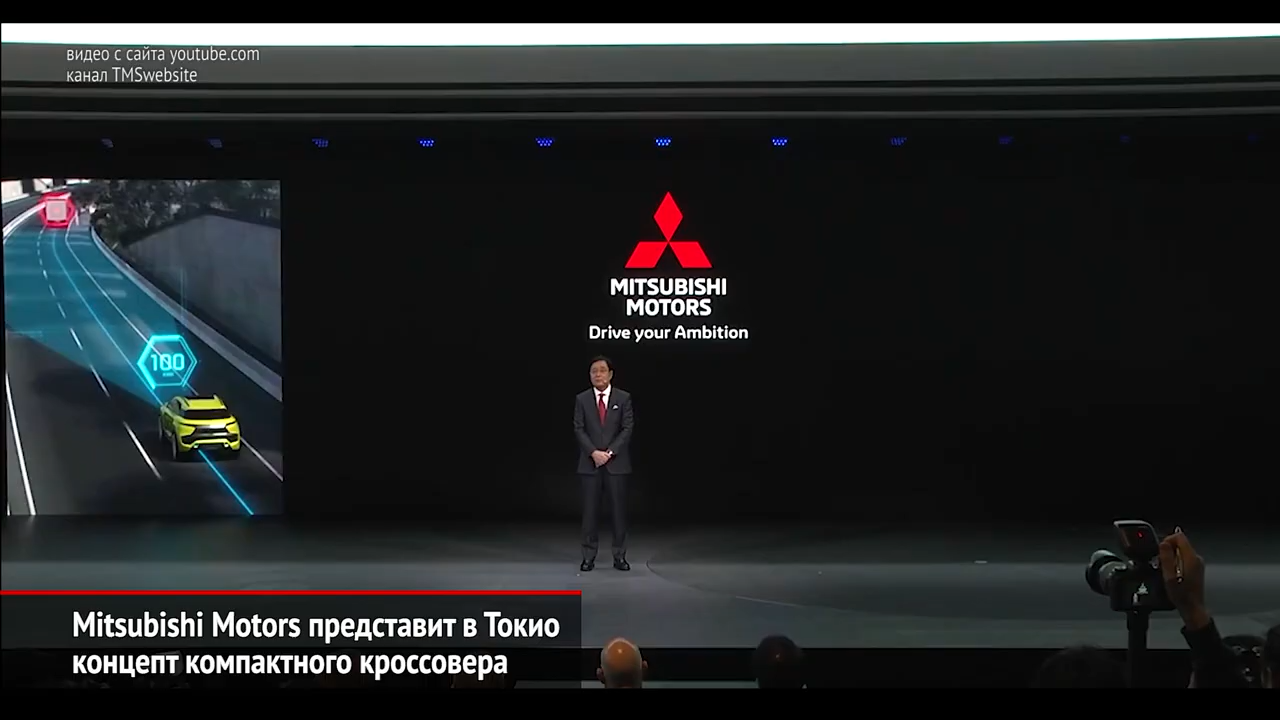 видео с сайта youtube.com
канал TMSwebsite
100
MITSUBISHI
MOTORS
Drive your Ambition
Mitsubishi Motors представит в Токио
концепт компактного кроссовера